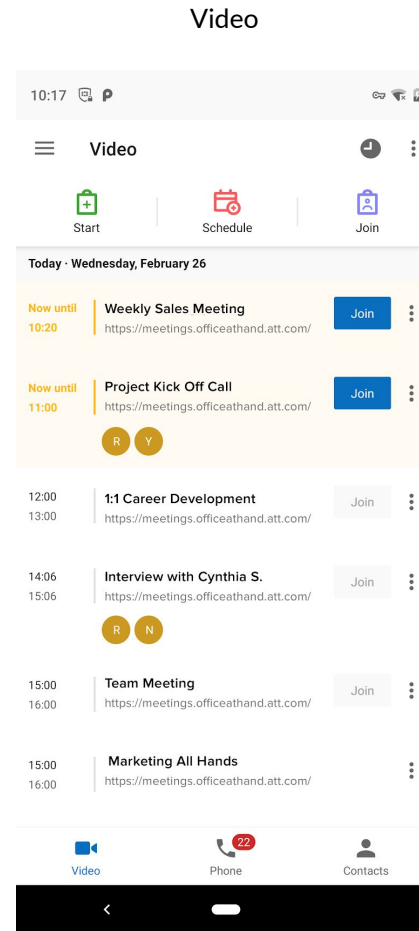 Video
10:17
Video
Start Schedule Join
Today · Wednesday, February 26
Now until Weekly Sales Meeting Join
10:20 https://meetings.officeathand.att.com/
Now until Project Kick Off Call Join
11:00 https://meetings.officeathand.att.com/
R Y
12:00 1:1 Career Development Join
13:00 https://meetings.officeathand.att.com/
14:06 Interview with Cynthia S. Join
15:06 https://meetings.officeathand.att.com/
R N
15:00 Team Meeting Join
16:00 https://meetings.officeathand.att.com/
15:00 Marketing All Hands
16:00 https://meetings.officeathand.att.com/
22
Video Phone Contacts